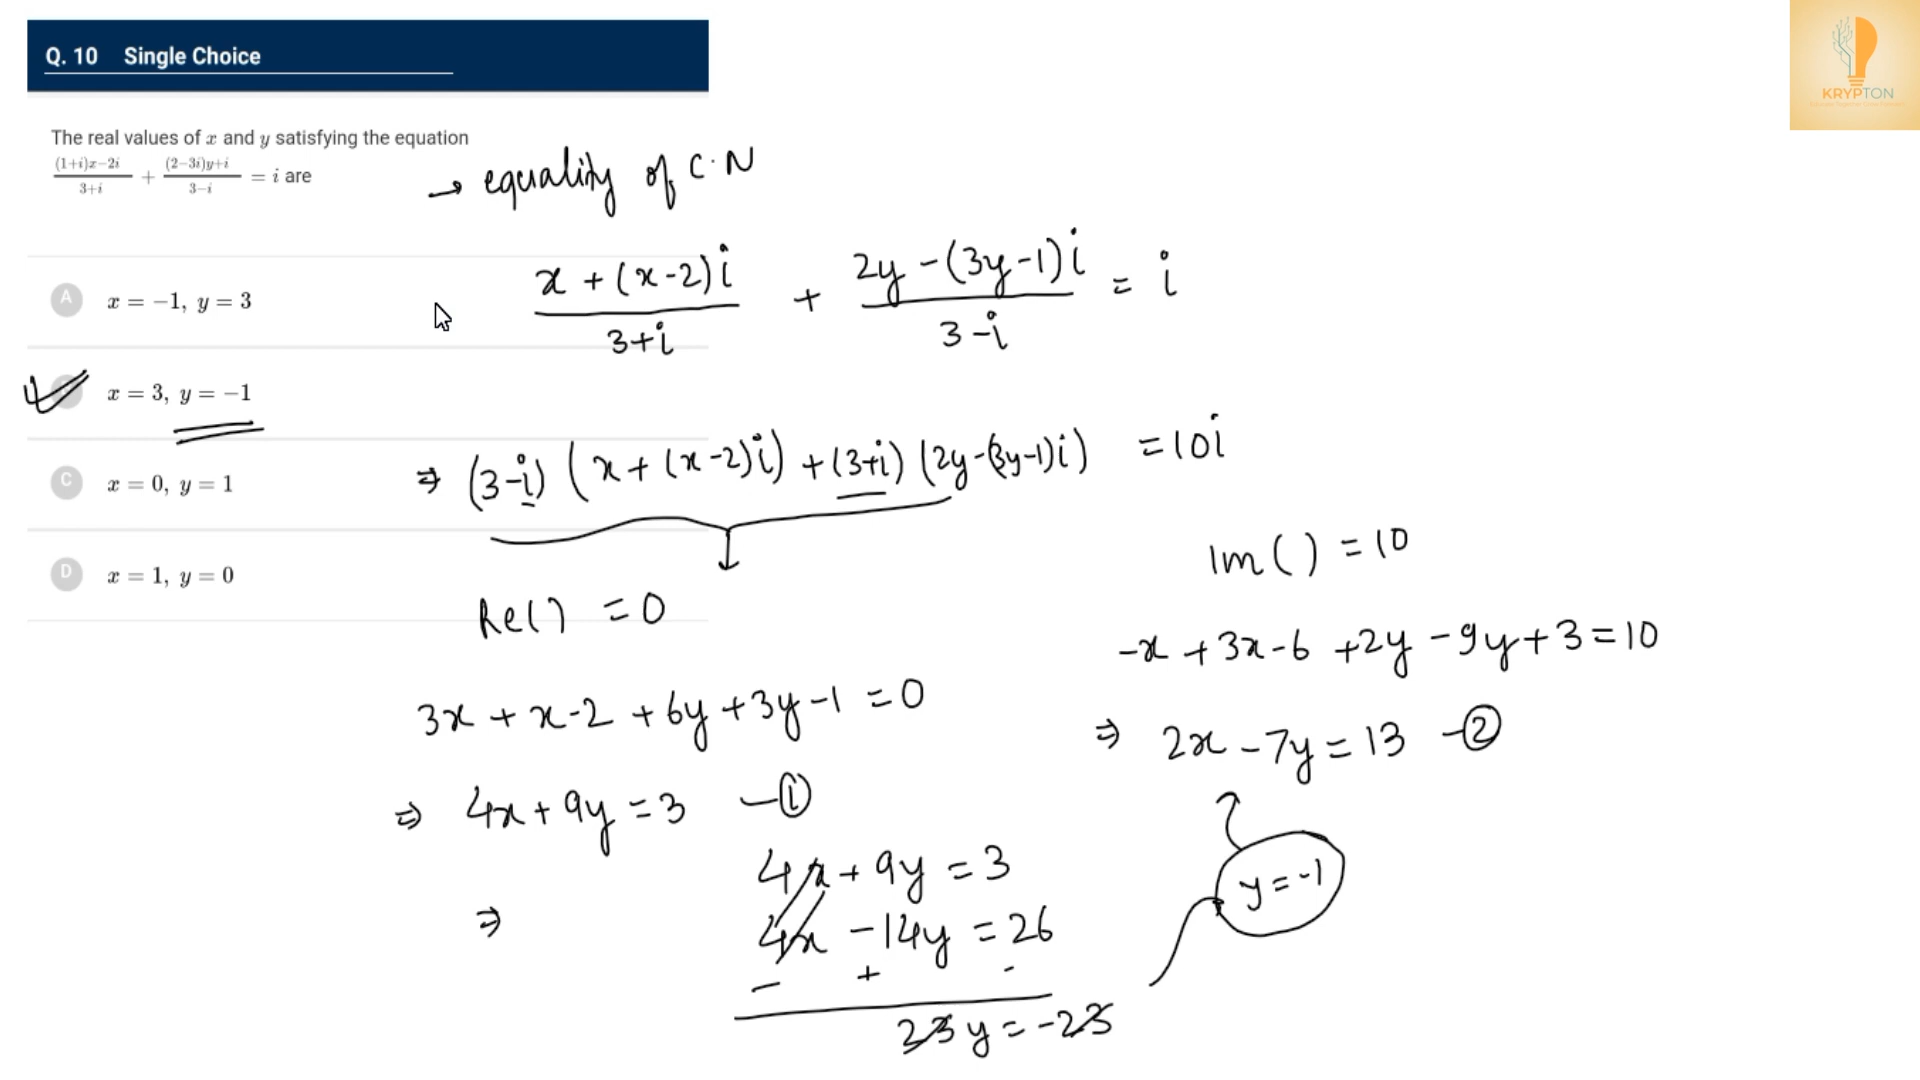 Q. 10 Single Choice
KRYPTON
The real values of x and y satisfying the equation
(1+i)x−2i/3+i + (2−3i)y+i/3−i = i are
→ equality of C·N
x + (x-2)i/3+i + 2y - (3y-1)i/3-i = i
A x = −1, y = 3
x = 3, y = −1
C x = 0, y = 1
D x = 1, y = 0
⇒ (3-i) (x + (x-2)i) + (3+i) (2y-(3y-1)i) = 10i
Re( ) = 0
3x + x-2 + 6y + 3y-1 = 0
⇒ 4x + 9y = 3 —①
Im ( ) = 10
-x + 3x-6 + 2y - 9y + 3 = 10
⇒ 2x - 7y = 13 -②
⇒ 4x + 9y = 3
4x - 14y = 26
- + -
23y = -23
y = -1